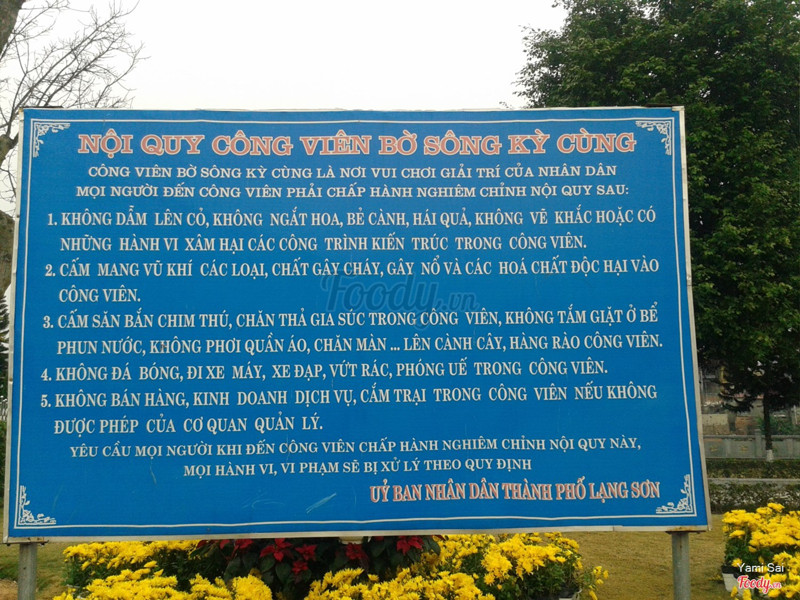 NỘI QUY CÔNG VIÊN BỜ SÔNG KỲ CÙNG
CÔNG VIÊN BỜ SÔNG KỲ CÙNG LÀ NƠI VUI CHƠI GIẢI TRÍ CỦA NHÂN DÂN
MỌI NGƯỜI ĐẾN CÔNG VIÊN PHẢI CHẤP HÀNH NGHIÊM CHỈNH NỘI QUY SAU:
1. KHÔNG DẪM LÊN CỎ, KHÔNG NGẮT HOA, BẺ CÀNH, HÁI QUẢ, KHÔNG VẼ KHẮC HOẶC CÓ
NHỮNG HÀNH VI XÂM HẠI CÁC CÔNG TRÌNH KIẾN TRÚC TRONG CÔNG VIÊN.
2. CẤM MANG VŨ KHÍ CÁC LOẠI, CHẤT GÂY CHÁY, GÂY NỔ VÀ CÁC HOÁ CHẤT ĐỘC HẠI VÀO
CÔNG VIÊN.
Foody.vn
3. CẤM SĂN BẮN CHIM THÚ, CHĂN THẢ GIA SÚC TRONG CÔNG VIÊN, KHÔNG TẮM GIẶT Ở BỂ
PHUN NƯỚC, KHÔNG PHƠI QUẦN ÁO, CHĂN MÀN ... LÊN CÀNH CÂY, HÀNG RÀO CÔNG VIÊN.
4. KHÔNG ĐÁ BÓNG, ĐI XE MÁY, XE ĐẠP, VỨT RÁC, PHÓNG UẾ TRONG CÔNG VIÊN.
5. KHÔNG BÁN HÀNG, KINH DOANH DỊCH VỤ, CẮM TRẠI TRONG CÔNG VIÊN NẾU KHÔNG
ĐƯỢC PHÉP CỦA CƠ QUAN QUẢN LÝ.
YÊU CẦU MỌI NGƯỜI KHI ĐẾN CÔNG VIÊN CHẤP HÀNH NGHIÊM CHỈNH NỘI QUY NÀY,
MỌI HÀNH VI, VI PHẠM SẼ BỊ XỬ LÝ THEO QUY ĐỊNH
UỶ BAN NHÂN DÂN THÀNH PHỐ LẠNG SƠN
Yami Sai
Foody.vn